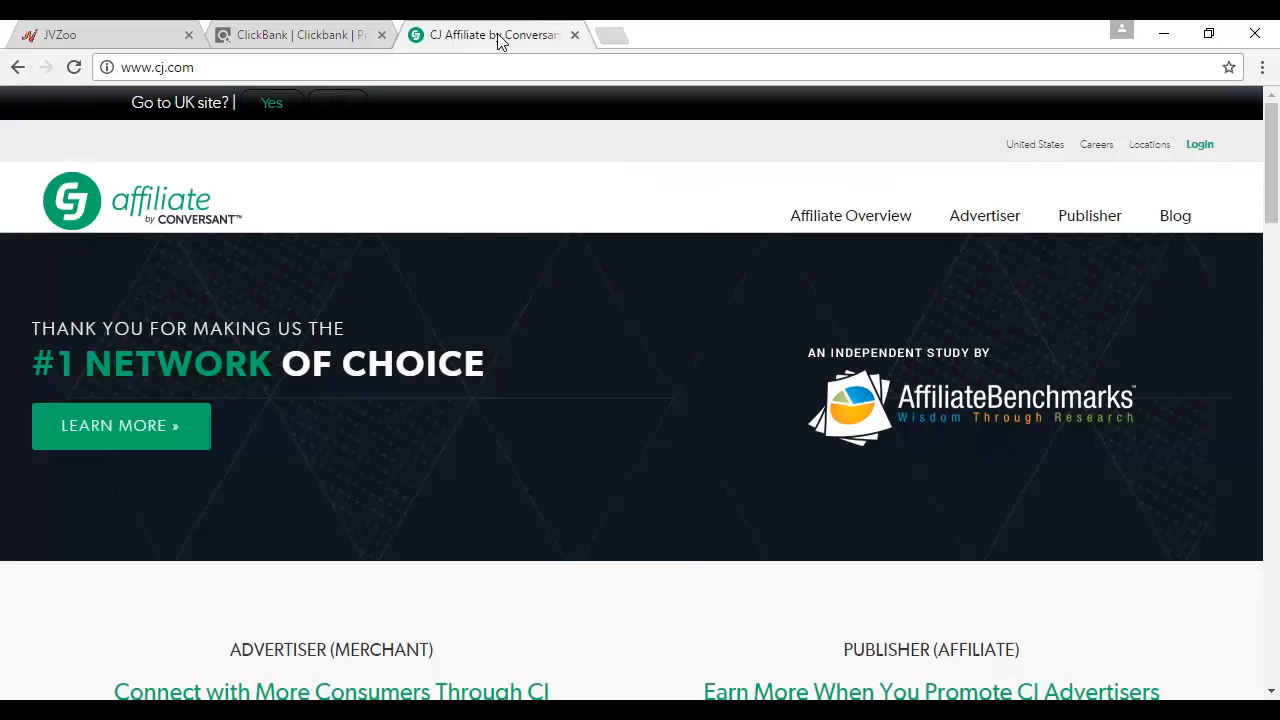 JVZoo
ClickBank | Clickbank | Pr
CJ Affiliate by Conversan
www.cj.com
Go to UK site? | Yes
United States Careers Locations Login
CJ affiliate
by CONVERSANT™
Affiliate Overview Advertiser Publisher Blog
THANK YOU FOR MAKING US THE
#1 NETWORK OF CHOICE
LEARN MORE »
AN INDEPENDENT STUDY BY
AffiliateBenchmarks™
Wisdom Through Research
ADVERTISER (MERCHANT)
Connect with More Consumers Through CJ
PUBLISHER (AFFILIATE)
Earn More When You Promote CJ Advertisers